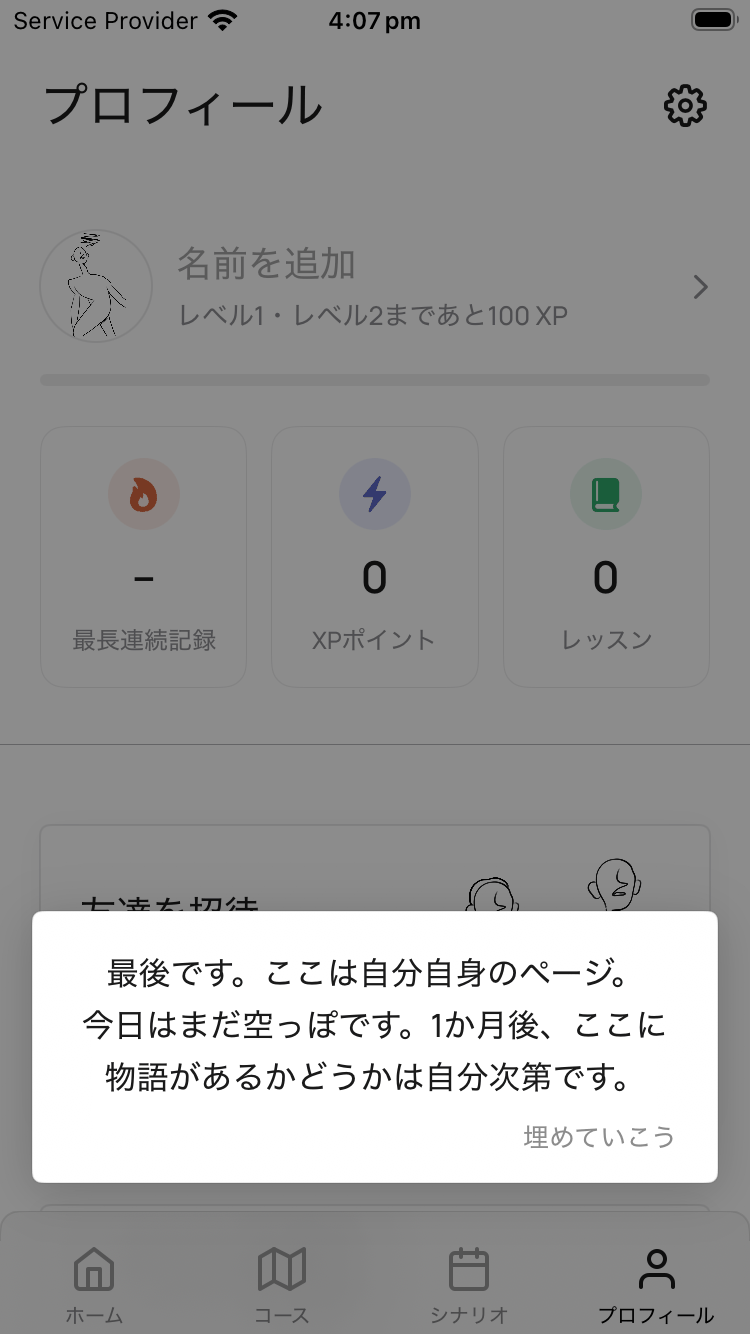 Service Provider 4:07 pm
プロフィール
名前を追加
レベル1・レベル2まであと100 XP
– 0 0
最長連続記録 XPポイント レッスン
友達を招待
最後です。ここは自分自身のページ。
今日はまだ空っぽです。1か月後、ここに
物語があるかどうかは自分次第です。
埋めていこう
ホーム コース シナリオ プロフィール